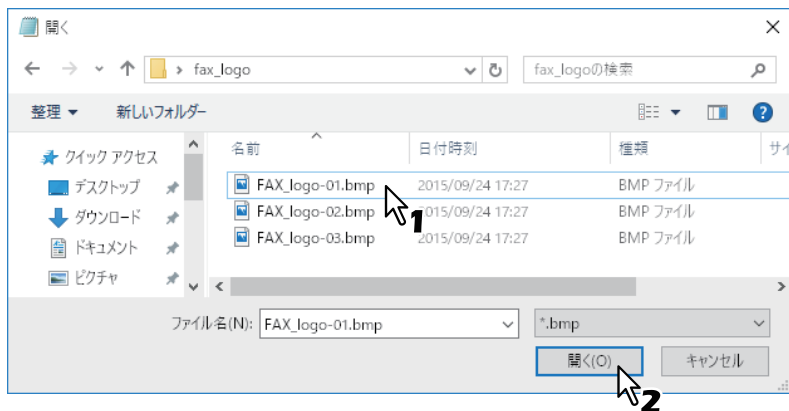 開く
fax_logo
fax_logoの検索
整理 新しいフォルダー
名前 日付時刻 種類 サイ
クイック アクセス
デスクトップ
ダウンロード
ドキュメント
ピクチャ
FAX_logo-01.bmp 2015/09/24 17:27 BMP ファイル
FAX_logo-02.bmp 2015/09/24 17:27 BMP ファイル
FAX_logo-03.bmp 2015/09/24 17:27 BMP ファイル
1
ファイル名(N): FAX_logo-01.bmp *.bmp
開く(O) キャンセル
2